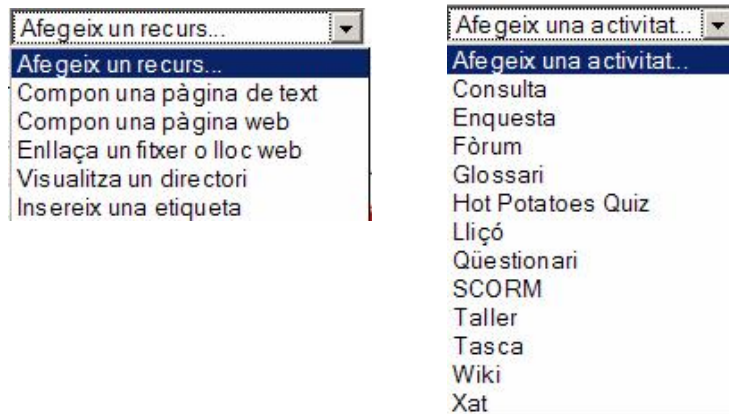 Afegeix un recurs...
Afegeix un recurs...
Compon una pàgina de text
Compon una pàgina web
Enllaça un fitxer o lloc web
Visualitza un directori
Insereix una etiqueta
Afegeix una activitat...
Afegeix una activitat...
Consulta
Enquesta
Fòrum
Glossari
Hot Potatoes Quiz
Lliçó
Qüestionari
SCORM
Taller
Tasca
Wiki
Xat